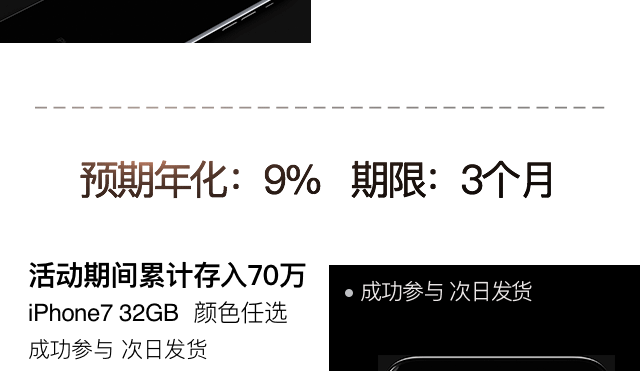 预期年化：9% 期限：3个月
活动期间累计存入70万
iPhone7 32GB 颜色任选
成功参与 次日发货
• 成功参与 次日发货